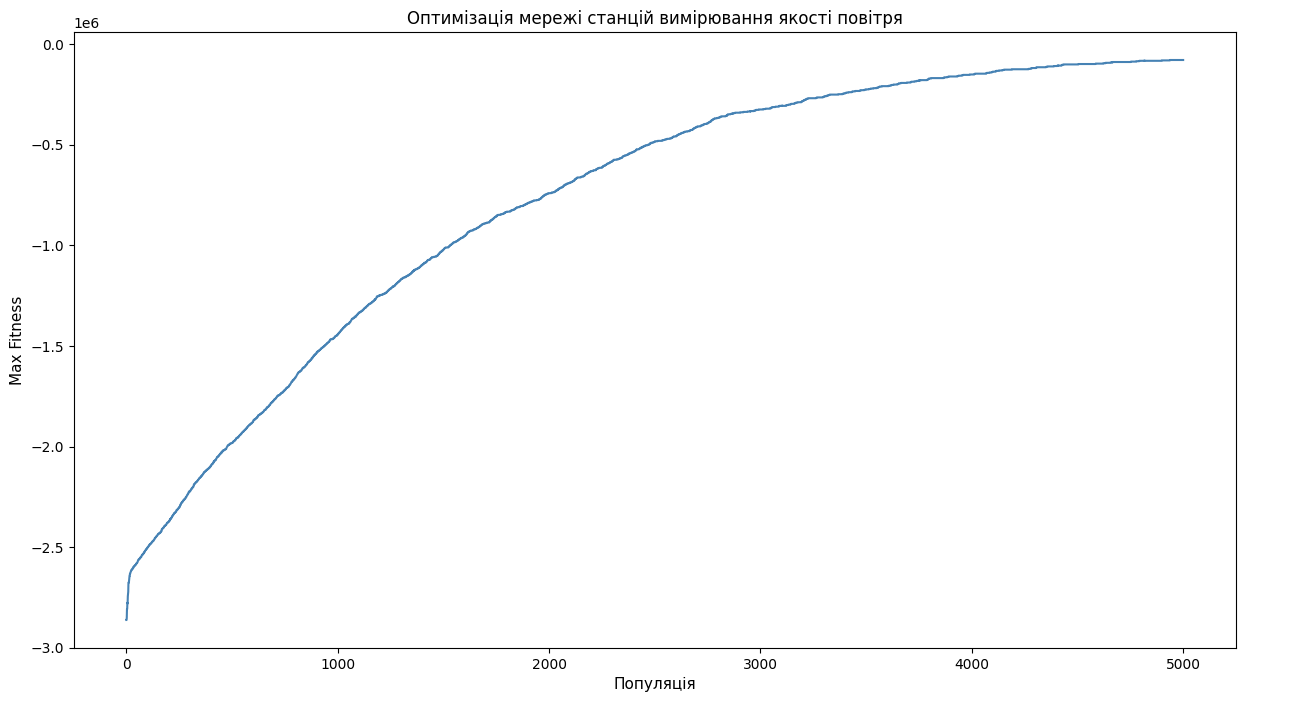 Оптимізація мережі станцій вимірювання якості повітря
1e6
0.0
−0.5
−1.0
−1.5
−2.0
−2.5
−3.0
Max Fitness
0 1000 2000 3000 4000 5000
Популяція